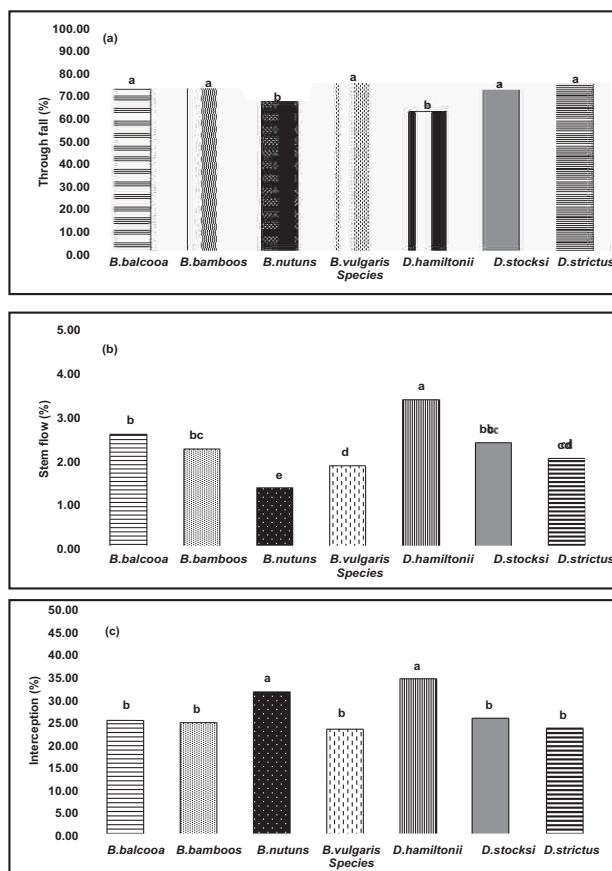 (a)
100.00
90.00
80.00
70.00
60.00
50.00
40.00
30.00
20.00
10.00
0.00
Through fall (%)
a a b a b a a
B.balcooa B.bamboos B.nutuns B.vulgaris D.hamiltonii D.stocksi D.strictus
Species
(b)
5.00
4.00
3.00
2.00
1.00
0.00
Stem flow (%)
b bc e d a bc cd
B.balcooa B.bamboos B.nutuns B.vulgaris D.hamiltonii D.stocksi D.strictus
Species
(c)
50.00
45.00
40.00
35.00
30.00
25.00
20.00
15.00
10.00
5.00
0.00
Interception (%)
b b a b a b b
B.balcooa B.bamboos B.nutuns B.vulgaris D.hamiltonii D.stocksi D.strictus
Species